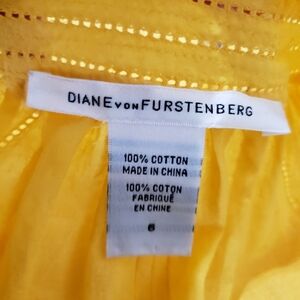 DIANE VON FURSTENBERG
100% COTTON
MADE IN CHINA
100% COTON
FABRIQUÉ
EN CHINE
6